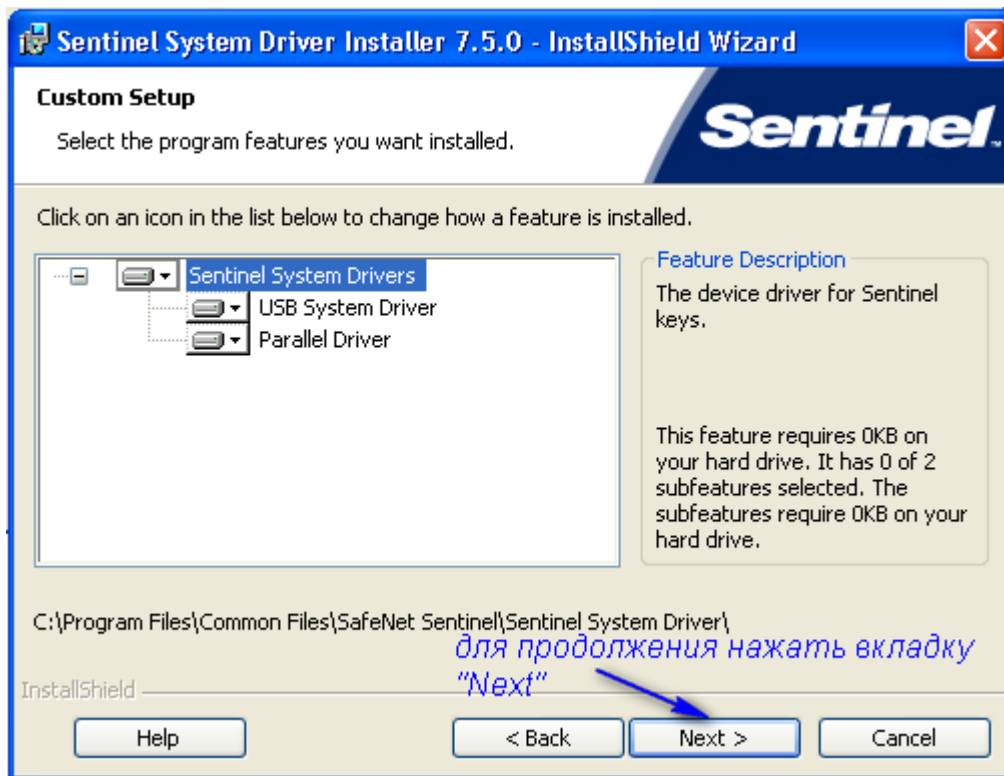 Sentinel System Driver Installer 7.5.0 - InstallShield Wizard
Custom Setup
Select the program features you want installed.
Sentinel™
Click on an icon in the list below to change how a feature is installed.
Sentinel System Drivers
USB System Driver
Parallel Driver
Feature Description
The device driver for Sentinel
keys.
This feature requires 0KB on
your hard drive. It has 0 of 2
subfeatures selected. The
subfeatures require 0KB on your
hard drive.
C:\Program Files\Common Files\SafeNet Sentinel\Sentinel System Driver\
для продолжения нажать вкладку
"Next"
InstallShield
Help
< Back
Next >
Cancel